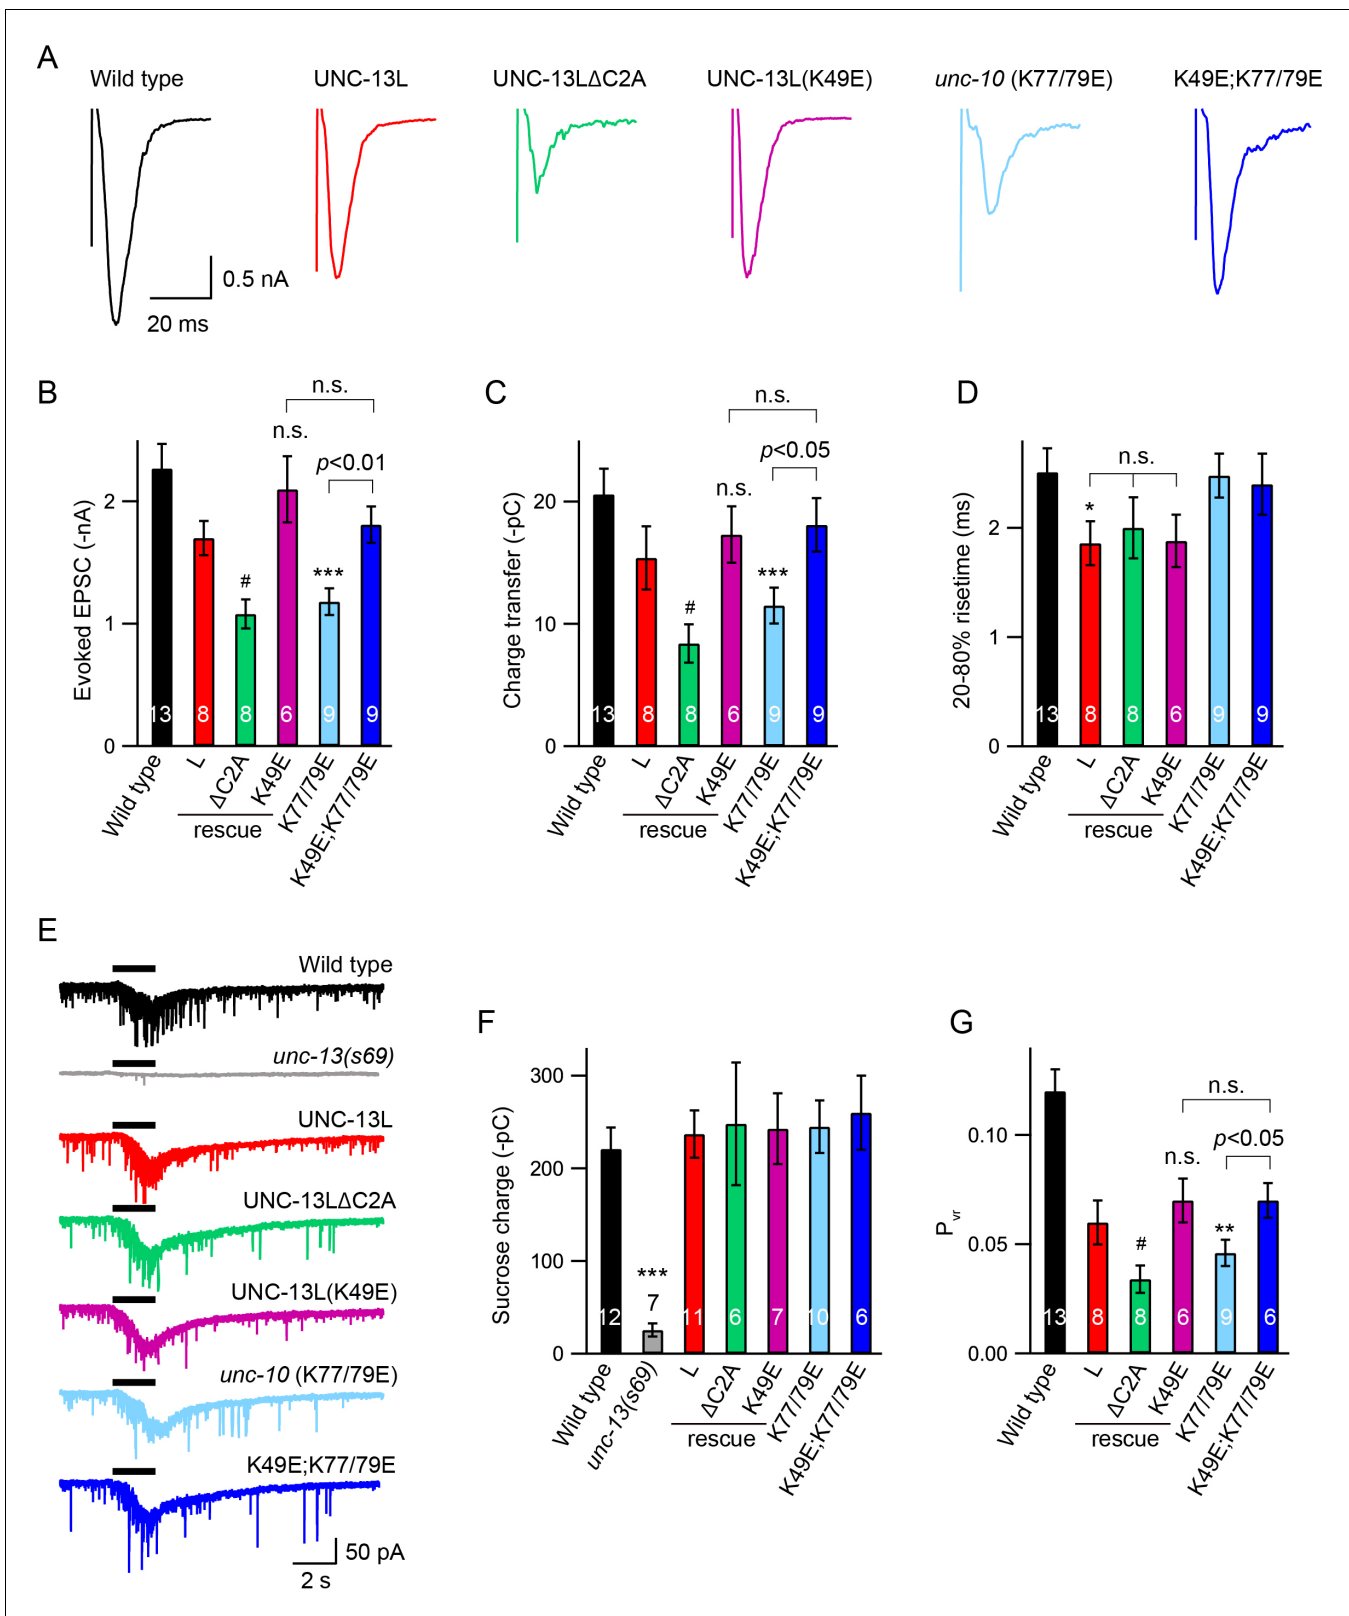 A
Wild type
UNC-13L
UNC-13LΔC2A
UNC-13L(K49E)
unc-10 (K77/79E)
K49E;K77/79E
0.5 nA
20 ms
B
n.s.
n.s.
p<0.01
#
***
Evoked EPSC (-nA)
2
1
0
13
8
8
6
9
9
Wild type
L
ΔC2A
K49E
K77/79E
K49E;K77/79E
rescue
C
n.s.
p<0.05
n.s.
***
#
Charge transfer (-pC)
20
10
0
13
8
8
6
9
9
Wild type
L
ΔC2A
K49E
K77/79E
K49E;K77/79E
rescue
D
n.s.
*
20-80% risetime (ms)
2
1
0
13
8
8
6
9
9
Wild type
L
ΔC2A
K49E
K77/79E
K49E;K77/79E
rescue
E
Wild type
unc-13(s69)
UNC-13L
UNC-13LΔC2A
UNC-13L(K49E)
unc-10 (K77/79E)
K49E;K77/79E
50 pA
2 s
F
Sucrose charge (-pC)
300
200
100
0
***
7
12
11
6
7
10
6
Wild type
unc-13(s69)
L
ΔC2A
K49E
K77/79E
K49E;K77/79E
rescue
G
n.s.
p<0.05
n.s.
**
#
Pvr
0.10
0.05
0.00
13
8
8
6
9
6
Wild type
L
ΔC2A
K49E
K77/79E
K49E;K77/79E
rescue